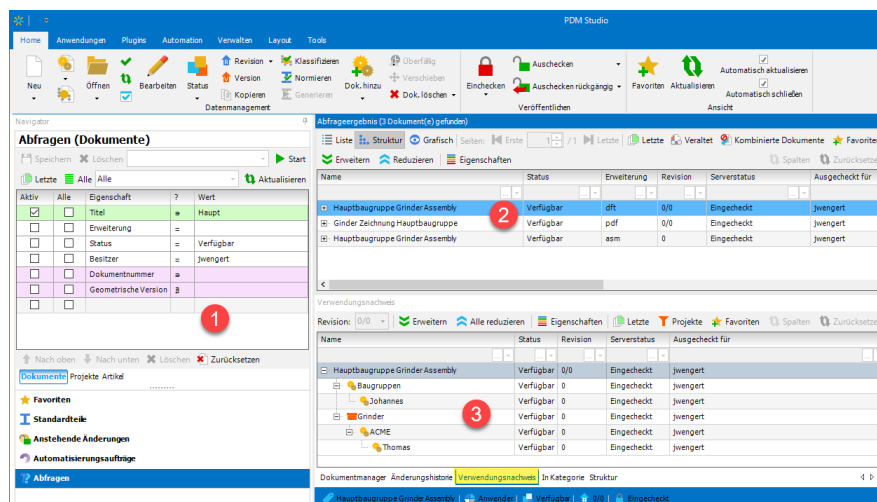 PDM Studio
Home Anwendungen Plugins Automation Verwalten Layout Tools
Neu
Öffnen
Bearbeiten
Status
Revision
Version
Kopieren
Klassifizieren
Normieren
Generieren
Datenmanagement
Dok. hinzu
Überfällig
Verschieben
Dok. löschen
Einchecken
Auschecken
Auschecken rückgängig
Veröffentlichen
Favoriten
Aktualisieren
Automatisch aktualisieren
Automatisch schließen
Ansicht
Navigator
Abfragen (Dokumente)
Speichern Löschen Start
Letzte Alle Alle Aktualisieren
Aktiv Alle Eigenschaft ? Wert
Titel Haupt
Erweiterung =
Status = Verfügbar
Besitzer = jwengert
Dokumentnummer
Geometrische Version
1
Nach oben Nach unten Löschen Zurücksetzen
Dokumente Projekte Artikel
Favoriten
Standardteile
Anstehende Änderungen
Automatisierungsaufträge
Abfragen
Abfrageergebnis (3 Dokument(e) gefunden)
Liste Struktur Grafisch Seiten: Erste 1 / 1 Letzte Letzte Veraltet Kombinierte Dokumente Favoriten
Erweitern Reduzieren Eigenschaften Spalten Zurücksetze
Name Status Erweiterung Revision Serverstatus Ausgecheckt für
Hauptbaugruppe Grinder Assembly Verfügbar dft 0/0 Eingecheckt jwengert
2
Ginder Zeichnung Hauptbaugruppe Verfügbar pdf 0/0 Eingecheckt jwengert
Hauptbaugruppe Grinder Assembly Verfügbar asm 0 Eingecheckt jwengert
Verwendungsnachweis
Revision: 0/0 Erweitern Alle reduzieren Eigenschaften Letzte Projekte Favoriten Spalten Zurücksetze
Name Status Revision Serverstatus Ausgecheckt für
Hauptbaugruppe Grinder Assembly Verfügbar 0/0 Eingecheckt jwengert
Baugruppen Verfügbar 0 Eingecheckt jwengert
Johannes Verfügbar 0 Eingecheckt jwengert
Grinder Verfügbar 0 Eingecheckt jwengert
3
ACME Verfügbar 0 Eingecheckt jwengert
Thomas Verfügbar 0 Eingecheckt jwengert
Dokumentmanager Änderungshistorie Verwendungsnachweis In Kategorie Struktur
Hauptbaugruppe Grinder Assembly Anwender Verfügbar 0/0 Eingecheckt